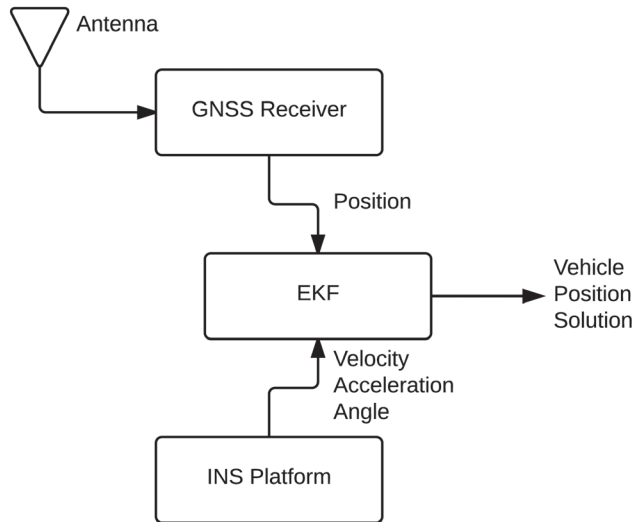 Antenna
GNSS Receiver
Position
EKF
Vehicle
Position
Solution
Velocity
Acceleration
Angle
INS Platform